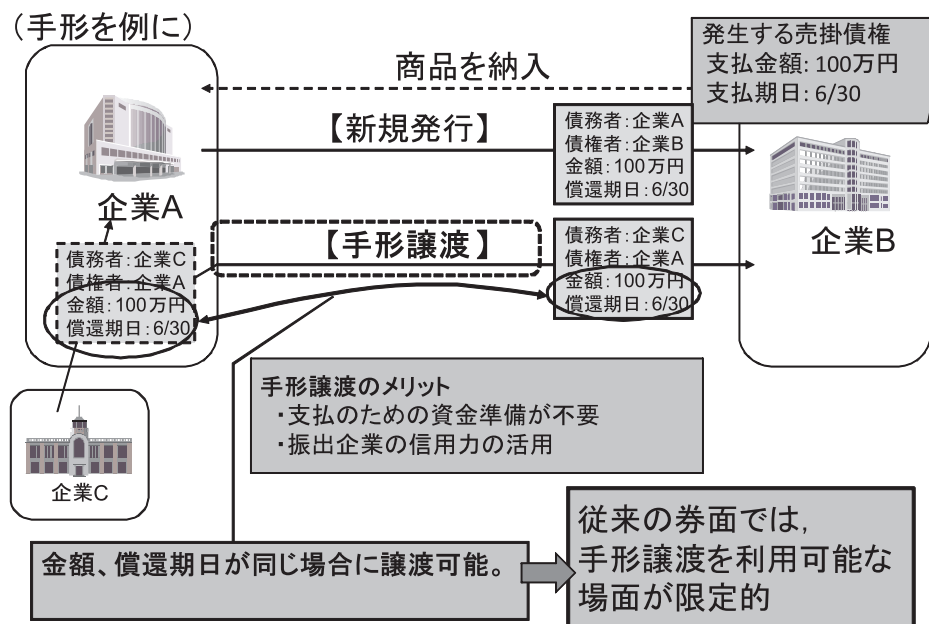 (手形を例に)
発生する売掛債権
支払金額：100万円
支払期日：6/30
商品を納入
【新規発行】
債務者：企業A
債権者：企業B
金額：100万円
償還期日：6/30
企業A
企業B
【手形譲渡】
債務者：企業C
債権者：企業A
金額：100万円
償還期日：6/30
債務者：企業C
債権者：企業A
金額：100万円
償還期日：6/30
手形譲渡のメリット
・支払のための資金準備が不要
・振出企業の信用力の活用
企業C
金額、償還期日が同じ場合に譲渡可能。
従来の券面では,
手形譲渡を利用可能な
場面が限定的